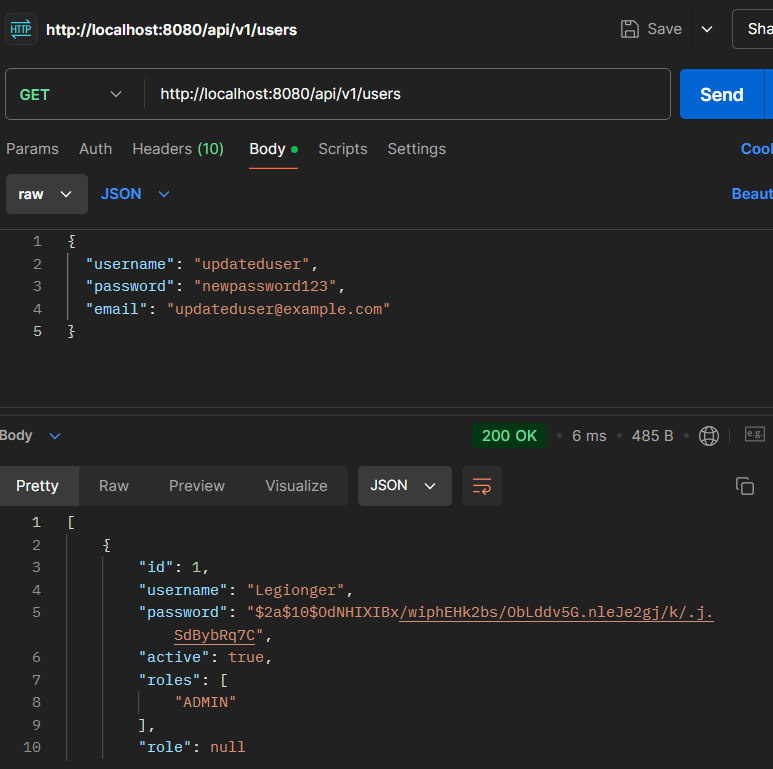 HTTP http://localhost:8080/api/v1/users Save Sha
GET http://localhost:8080/api/v1/users Send
Params Auth Headers (10) Body Scripts Settings Cool
raw JSON Beaut
1 {
2 "username": "updateduser",
3 "password": "newpassword123",
4 "email": "updateduser@example.com"
5 }
Body 200 OK • 6 ms • 485 B • e.g.
Pretty Raw Preview Visualize JSON
1 [
2 {
3 "id": 1,
4 "username": "Legionger",
5 "password": "$2a$10$OdNHIXIBx/wiphEHk2bs/ObLddv5G.nleJe2gj/k/.j.
SdBybRq7C",
6 "active": true,
7 "roles": [
8 "ADMIN"
9 ],
10 "role": null